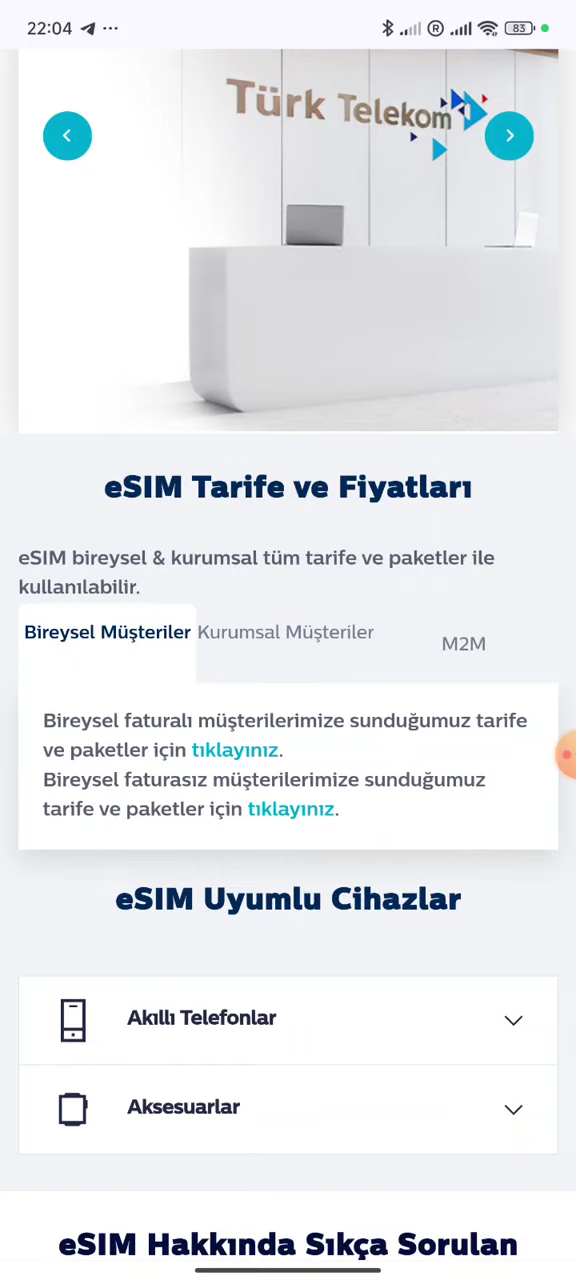 22:04
83
Türk Telekom
eSIM Tarife ve Fiyatları
eSIM bireysel & kurumsal tüm tarife ve paketler ile
kullanılabilir.
Bireysel Müşteriler
Kurumsal Müşteriler
M2M
Bireysel faturalı müşterilerimize sunduğumuz tarife
ve paketler için tıklayınız.
Bireysel faturasız müşterilerimize sunduğumuz
tarife ve paketler için tıklayınız.
eSIM Uyumlu Cihazlar
Akıllı Telefonlar
Aksesuarlar
eSIM Hakkında Sıkça Sorulan